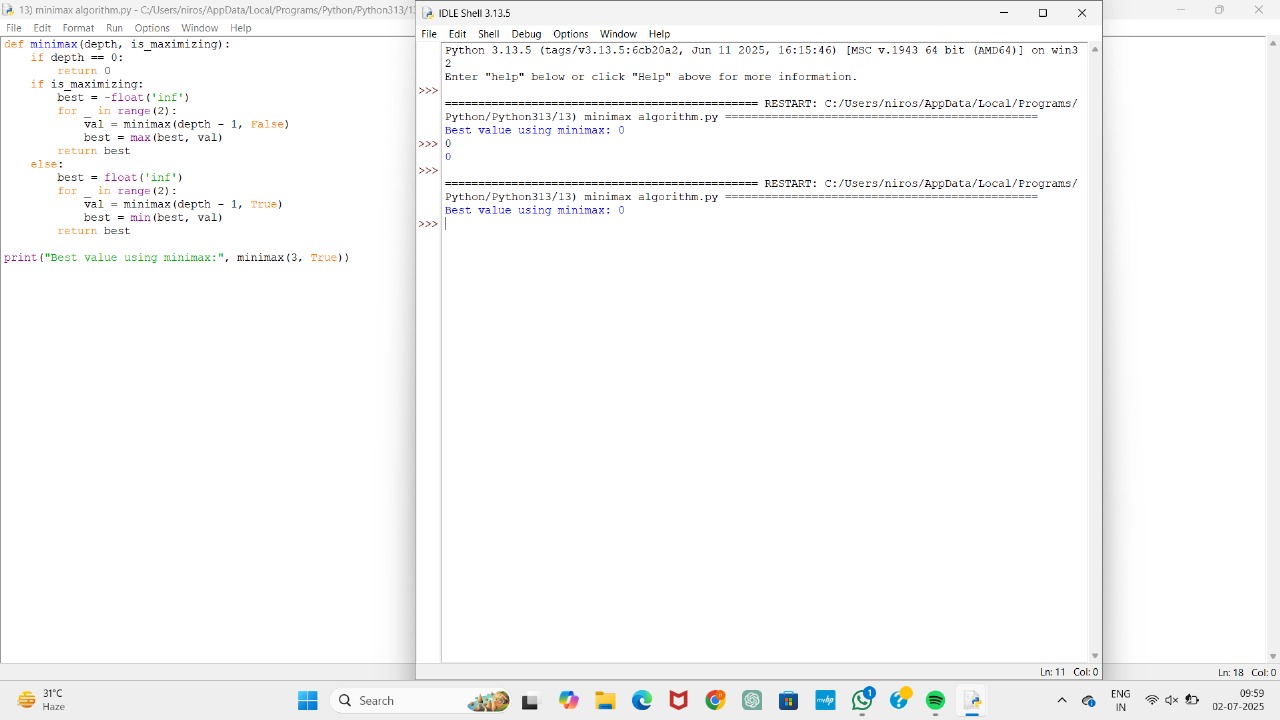 13) minimax algorithm.py - C:/Users/niros/AppData/Local/Programs/Python/Python313/13
File Edit Format Run Options Window Help
def minimax(depth, is_maximizing):
    if depth == 0:
        return 0
    if is_maximizing:
        best = -float('inf')
        for _ in range(2):
            val = minimax(depth - 1, False)
            best = max(best, val)
        return best
    else:
        best = float('inf')
        for _ in range(2):
            val = minimax(depth - 1, True)
            best = min(best, val)
        return best
print("Best value using minimax:", minimax(3, True))
IDLE Shell 3.13.5
File Edit Shell Debug Options Window Help
Python 3.13.5 (tags/v3.13.5:6cb20a2, Jun 11 2025, 16:15:46) [MSC v.1943 64 bit (AMD64)] on win3
2
Enter "help" below or click "Help" above for more information.
>>>
=============================================== RESTART: C:/Users/niros/AppData/Local/Programs/
Python/Python313/13) minimax algorithm.py ===============================================
Best value using minimax: 0
>>> 0
0
>>>
=============================================== RESTART: C:/Users/niros/AppData/Local/Programs/
Python/Python313/13) minimax algorithm.py ===============================================
Best value using minimax: 0
>>>
Ln: 11 Col: 0
Ln: 18 Col: 0
31°C
Haze
Search
myhp
1
ENG
IN
09:59
02-07-2025